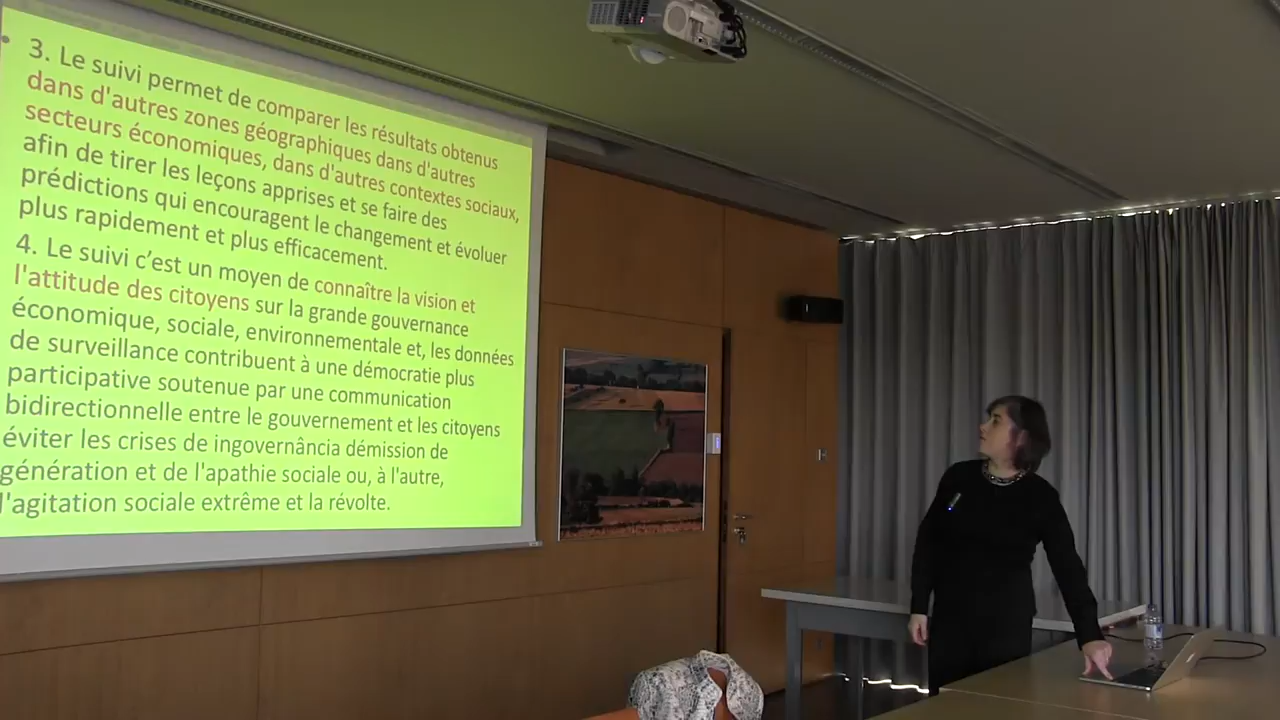 • 3. Le suivi permet de comparer les résultats obtenus
dans d'autres zones géographiques dans d'autres
secteurs économiques, dans d'autres contextes sociaux,
afin de tirer les leçons apprises et se faire des
prédictions qui encouragent le changement et évoluer
plus rapidement et plus efficacement.
4. Le suivi c’est un moyen de connaître la vision et
l'attitude des citoyens sur la grande gouvernance
économique, sociale, environnementale et, les données
de surveillance contribuent à une démocratie plus
participative soutenue par une communication
bidirectionnelle entre le gouvernement et les citoyens
éviter les crises de ingovernância démission de
génération et de l'apathie sociale ou, à l'autre,
l'agitation sociale extrême et la révolte.